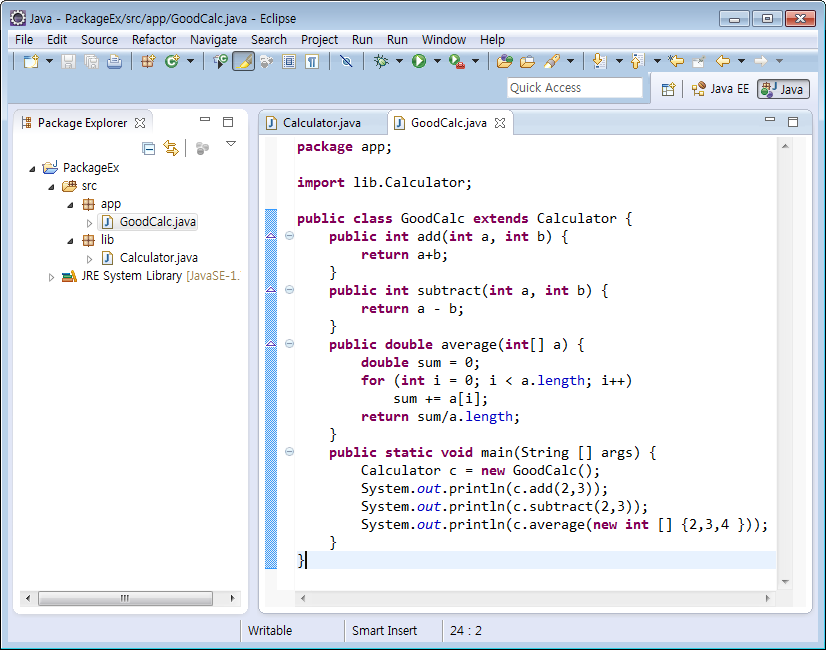 Java - PackageEx/src/app/GoodCalc.java - Eclipse
File Edit Source Refactor Navigate Search Project Run Run Window Help
Quick Access
Java EE
Java
Package Explorer
PackageEx
src
app
GoodCalc.java
lib
Calculator.java
JRE System Library [JavaSE-1.
Calculator.java
GoodCalc.java
package app;
import lib.Calculator;
public class GoodCalc extends Calculator {
public int add(int a, int b) {
return a+b;
}
public int subtract(int a, int b) {
return a - b;
}
public double average(int[] a) {
double sum = 0;
for (int i = 0; i < a.length; i++)
sum += a[i];
return sum/a.length;
}
public static void main(String [] args) {
Calculator c = new GoodCalc();
System.out.println(c.add(2,3));
System.out.println(c.subtract(2,3));
System.out.println(c.average(new int [] {2,3,4 }));
}
}
Writable
Smart Insert
24 : 2